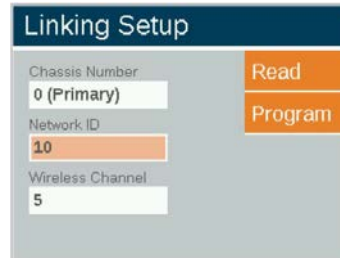 Linking Setup
Chassis Number
0 (Primary)
Network ID
10
Wireless Channel
5
Read
Program